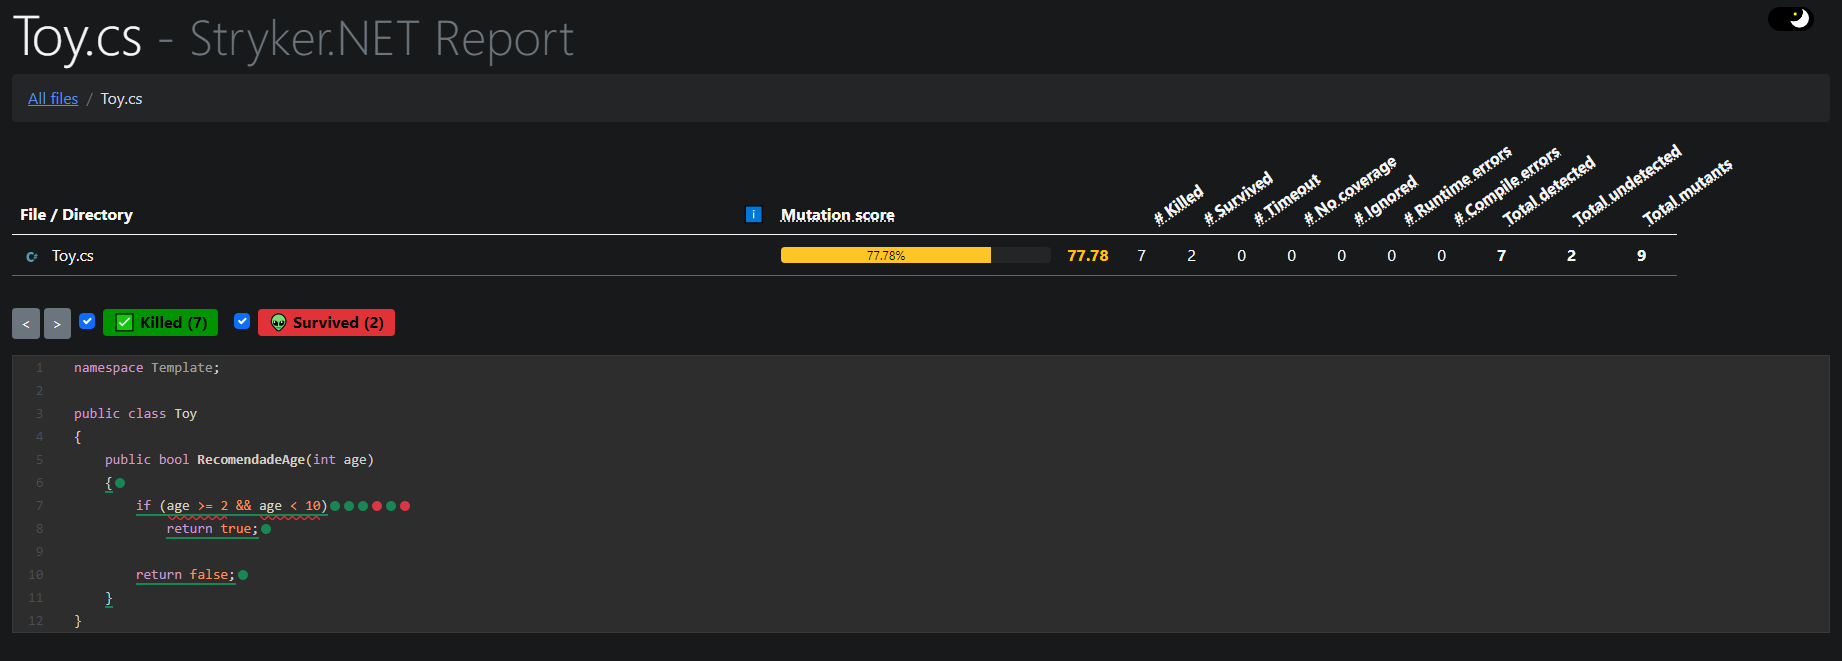 Toy.cs - Stryker.NET Report
All files / Toy.cs
File / Directory
i
Mutation score
# Killed
# Survived
# Timeout
# No coverage
# Ignored
# Runtime errors
# Compile errors
Total detected
Total undetected
Total mutants
C# Toy.cs 77.78% 77.78 7 2 0 0 0 0 0 7 2 9
< > Killed (7) Survived (2)
1 namespace Template;
2
3 public class Toy
4 {
5 public bool RecomendadeAge(int age)
6 {
7 if (age >= 2 && age < 10)
8 return true;
9
10 return false;
11 }
12 }